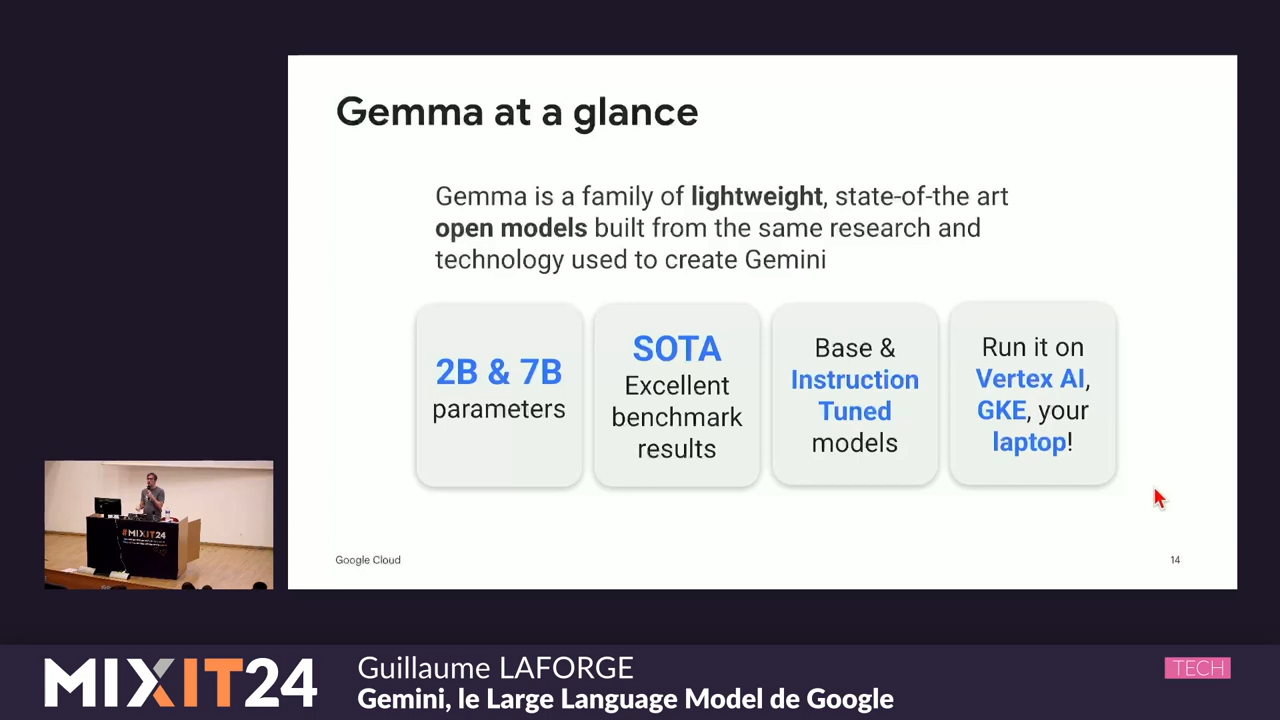 Gemma at a glance
Gemma is a family of lightweight, state-of-the art
open models built from the same research and
technology used to create Gemini
2B & 7B
parameters
SOTA
Excellent
benchmark
results
Base &
Instruction
Tuned
models
Run it on
Vertex AI,
GKE, your
laptop!
#MIXIT24
Google Cloud
14
MIXIT24
Guillaume LAFORGE
Gemini, le Large Language Model de Google
TECH